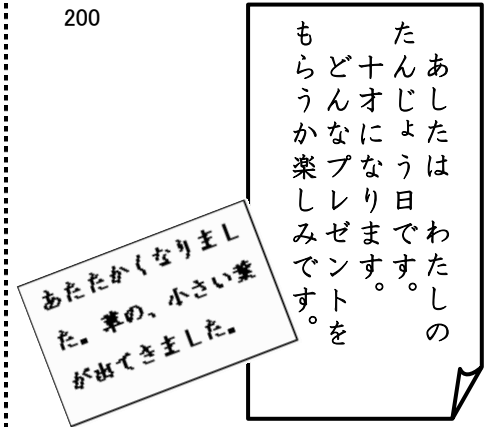 200
あしたは　わたしの
たんじょう日です。
十才になります。
どんなプレゼントを
もらうか楽しみです。
あたたかくなりまし
た。草の、小さい葉
が出てきました。